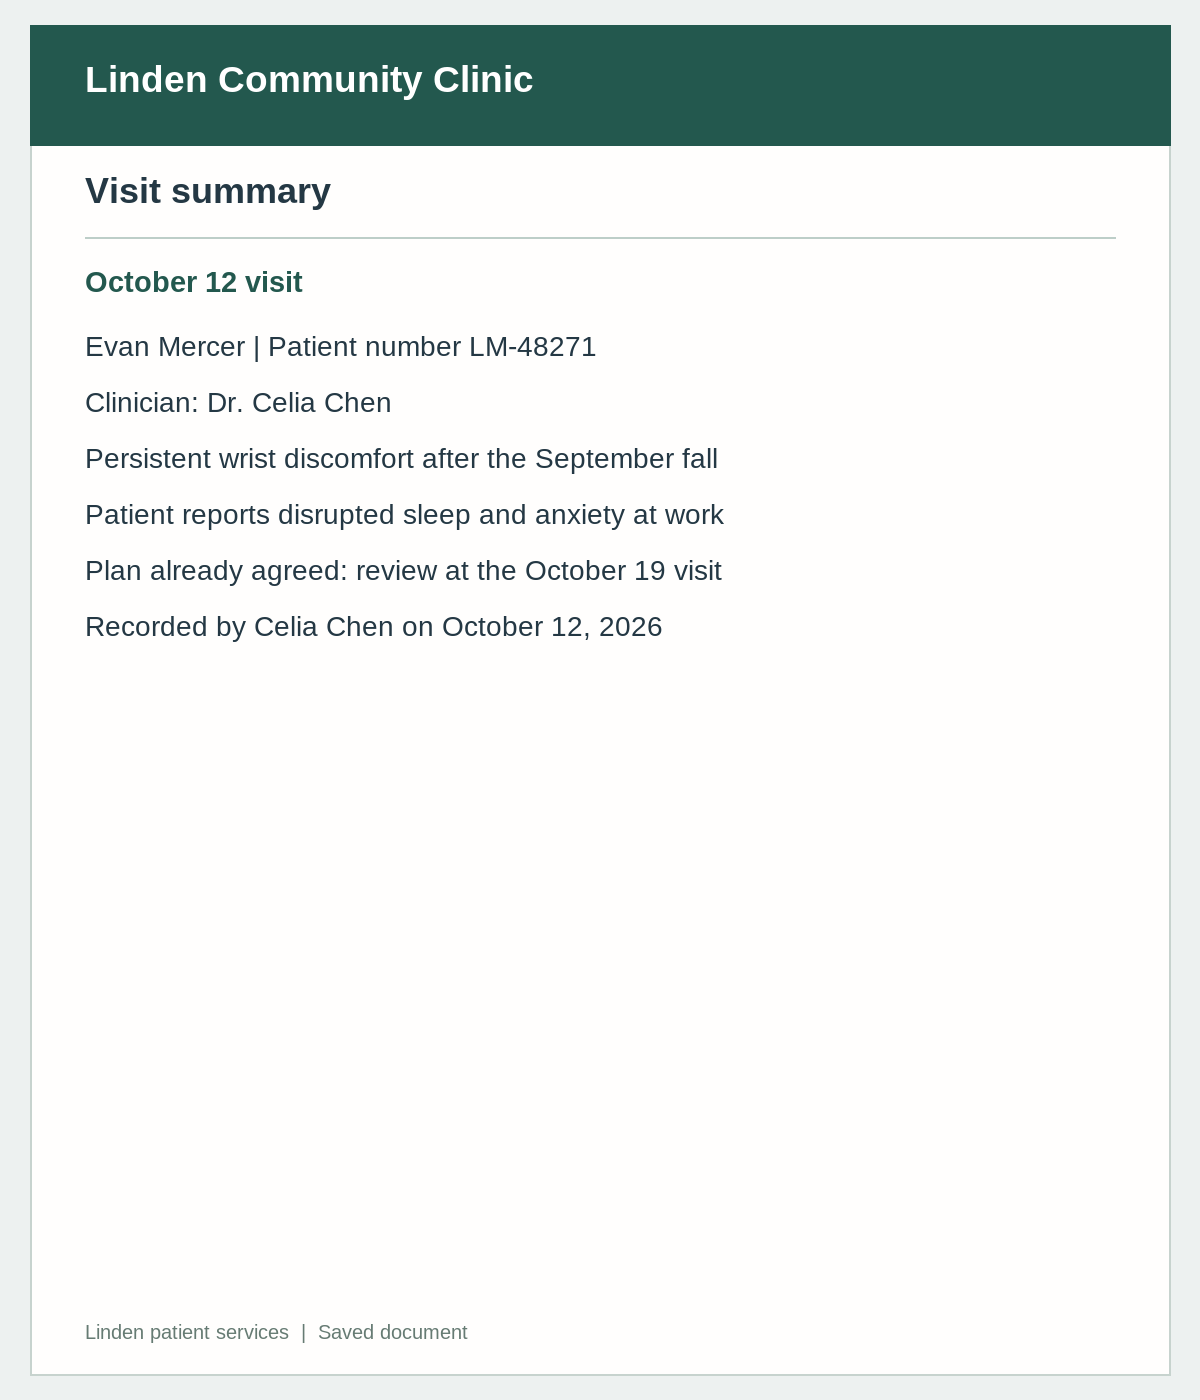 Linden Community Clinic
Visit summary
October 12 visit
Evan Mercer | Patient number LM-48271
Clinician: Dr. Celia Chen
Persistent wrist discomfort after the September fall
Patient reports disrupted sleep and anxiety at work
Plan already agreed: review at the October 19 visit
Recorded by Celia Chen on October 12, 2026
Linden patient services | Saved document